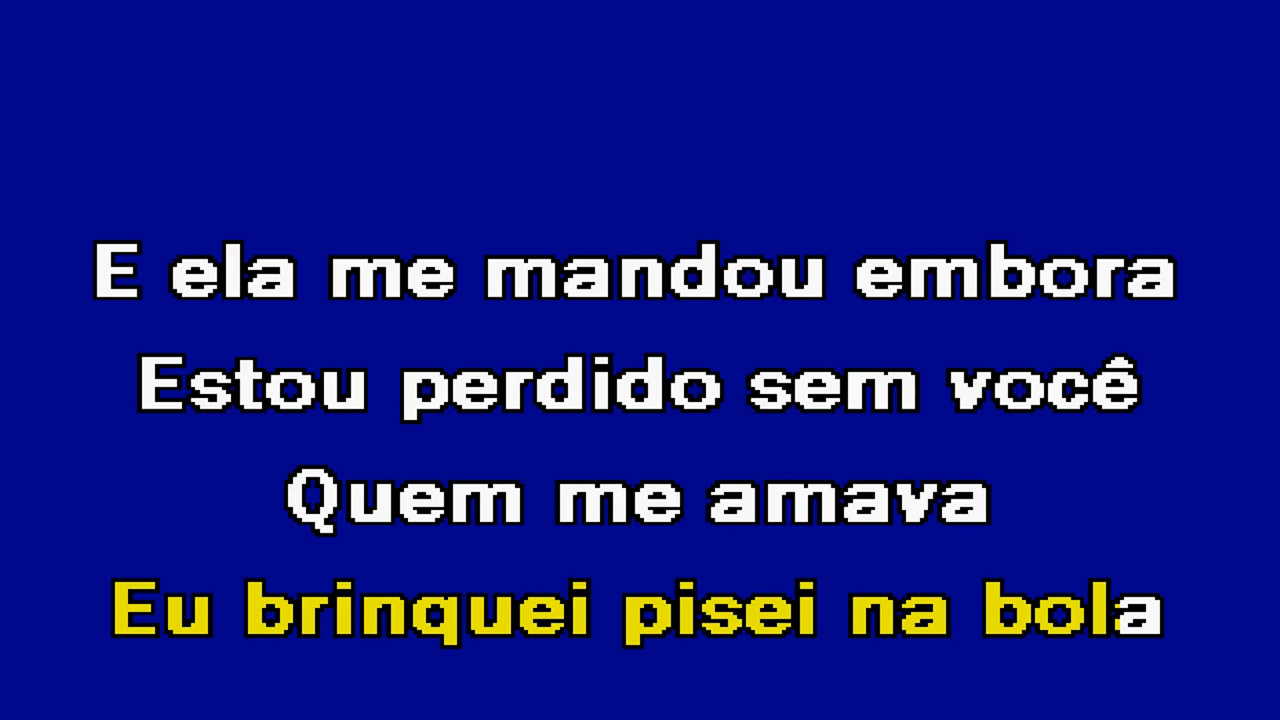 E ela me mandou embora
Estou perdido sem você
Quem me amava
Eu brinquei pisei na bola